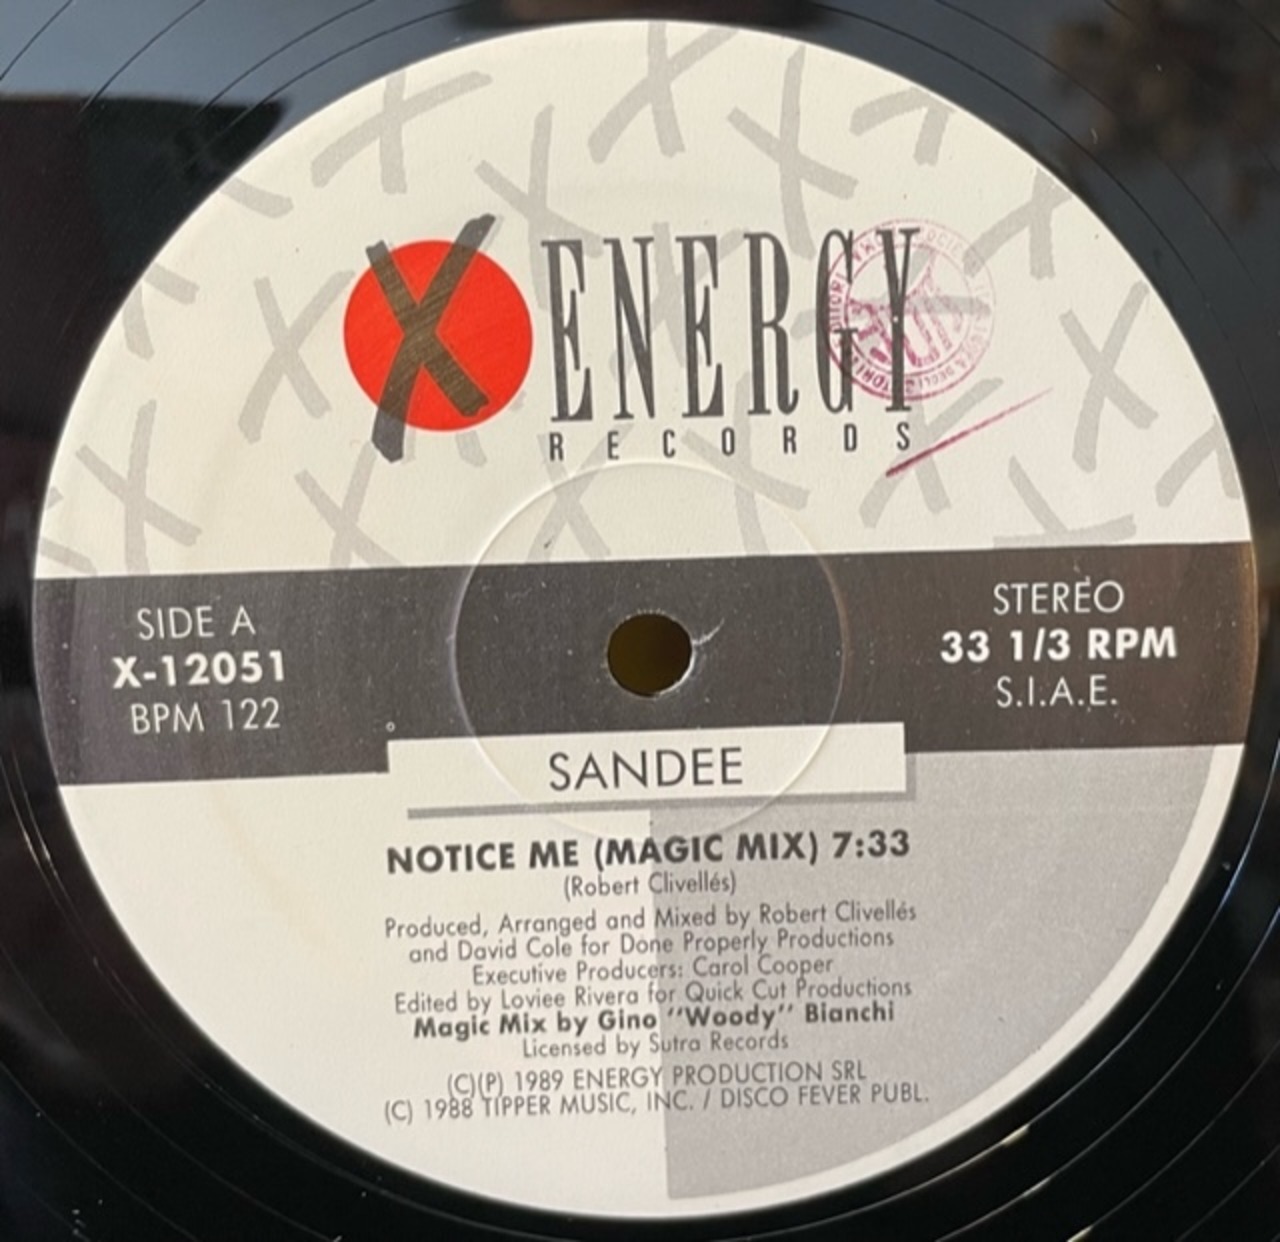 X ENERGY
RECORDS
SIDE A
X-12051
BPM 122
STEREO
33 1/3 RPM
S.I.A.E.
SANDEE
NOTICE ME (MAGIC MIX) 7:33
(Robert Clivellés)
Produced, Arranged and Mixed by Robert Clivellés
and David Cole for Done Properly Productions
Executive Producers: Carol Cooper
Edited by Loviee Rivera for Quick Cut Productions
Magic Mix by Gino "Woody" Bianchi
Licensed by Sutra Records
(C)(P) 1989 ENERGY PRODUCTION SRL
(C) 1988 TIPPER MUSIC, INC. / DISCO FEVER PUBL.